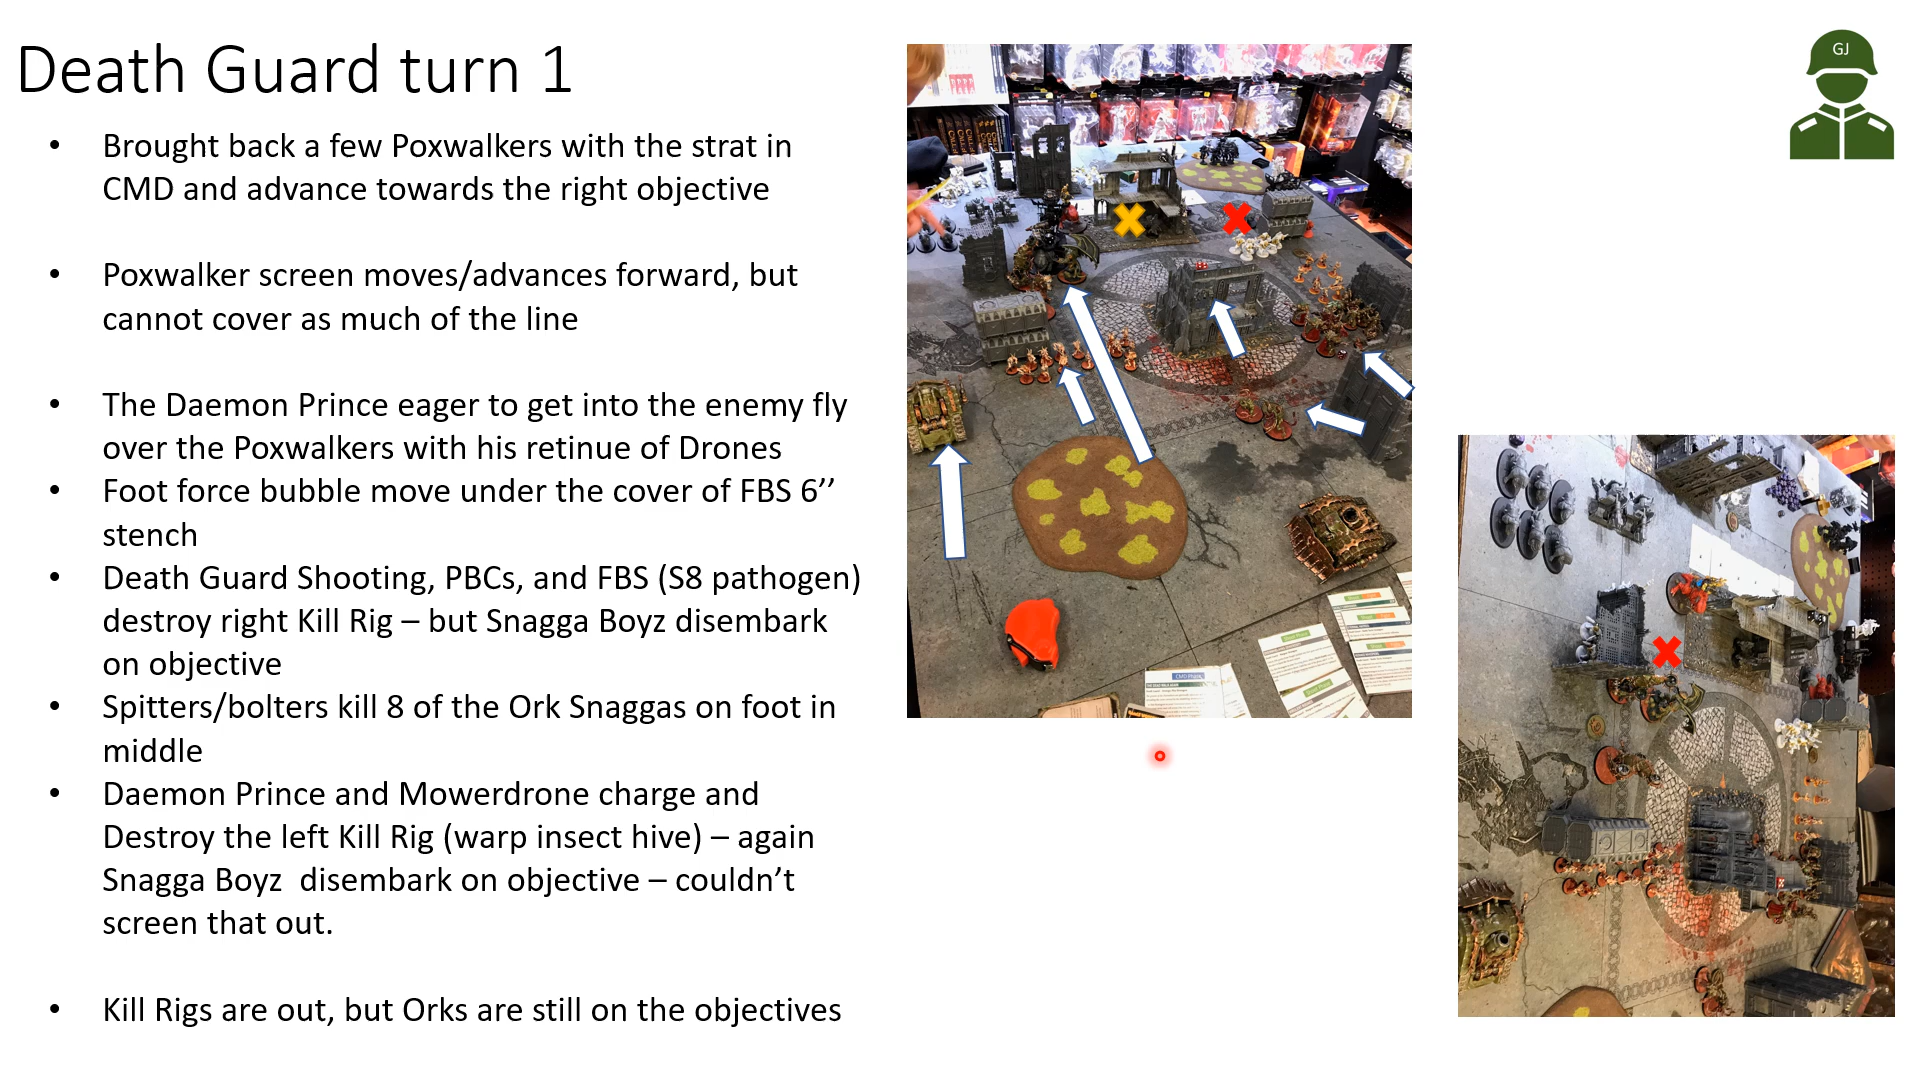 Death Guard turn 1
GJ
• Brought back a few Poxwalkers with the strat in
CMD and advance towards the right objective
• Poxwalker screen moves/advances forward, but
cannot cover as much of the line
• The Daemon Prince eager to get into the enemy fly
over the Poxwalkers with his retinue of Drones
• Foot force bubble move under the cover of FBS 6’’
stench
• Death Guard Shooting, PBCs, and FBS (S8 pathogen)
destroy right Kill Rig – but Snagga Boyz disembark
on objective
• Spitters/bolters kill 8 of the Ork Snaggas on foot in
middle
• Daemon Prince and Mowerdrone charge and
Destroy the left Kill Rig (warp insect hive) – again
Snagga Boyz  disembark on objective – couldn’t
screen that out.
• Kill Rigs are out, but Orks are still on the objectives